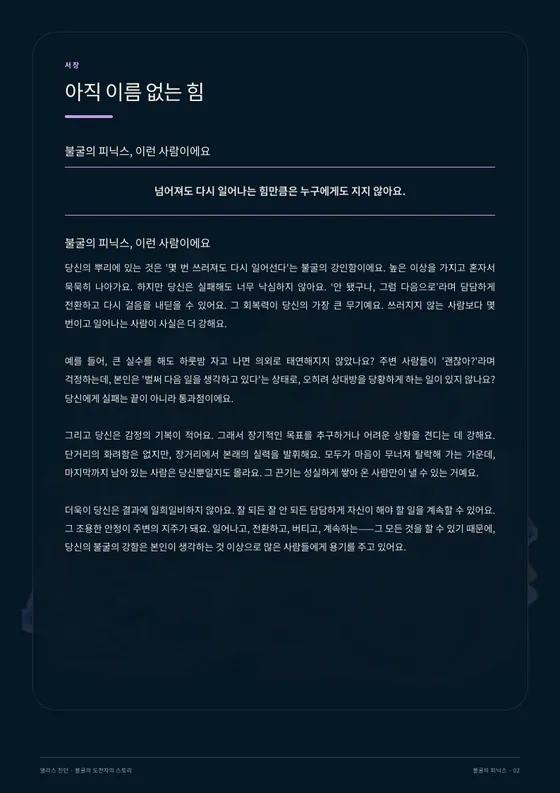 서장
아직 이름 없는 힘
불굴의 피닉스, 이런 사람이에요
넘어져도 다시 일어나는 힘만큼은 누구에게도 지지 않아요.
불굴의 피닉스, 이런 사람이에요
당신의 뿌리에 있는 것은 '몇 번 쓰러져도 다시 일어선다'는 불굴의 강인함이에요. 높은 이상을 가지고 혼자서
묵묵히 나아가요. 하지만 당신은 실패해도 너무 낙심하지 않아요. '안 됐구나, 그럼 다음으로'라며 담담하게
전환하고 다시 걸음을 내딛을 수 있어요. 그 회복력이 당신의 가장 큰 무기예요. 쓰러지지 않는 사람보다 몇
번이고 일어나는 사람이 사실은 더 강해요.
예를 들어, 큰 실수를 해도 하룻밤 자고 나면 의외로 태연해지지 않았나요? 주변 사람들이 '괜찮아?'라며
걱정하는데, 본인은 '벌써 다음 일을 생각하고 있다'는 상태로, 오히려 상대방을 당황하게 하는 일이 있지 않나요?
당신에게 실패는 끝이 아니라 통과점이에요.
그리고 당신은 감정의 기복이 적어요. 그래서 장기적인 목표를 추구하거나 어려운 상황을 견디는 데 강해요.
단거리의 화려함은 없지만, 장거리에서 본래의 실력을 발휘해요. 모두가 마음이 무너져 탈락해 가는 가운데,
마지막까지 남아 있는 사람은 당신뿐일지도 몰라요. 그 끈기는 성실하게 쌓아 온 사람만이 낼 수 있는 거예요.
더욱이 당신은 결과에 일희일비하지 않아요. 잘 되든 잘 안 되든 담담하게 자신이 해야 할 일을 계속할 수 있어요.
그 조용한 안정이 주변의 지주가 돼요. 일어나고, 전환하고, 버티고, 계속하는──그 모든 것을 할 수 있기 때문에,
당신의 불굴의 강함은 본인이 생각하는 것 이상으로 많은 사람들에게 용기를 주고 있어요.
앨리스 진단 · 불굴의 도전자의 스토리
불굴의 피닉스 · 02